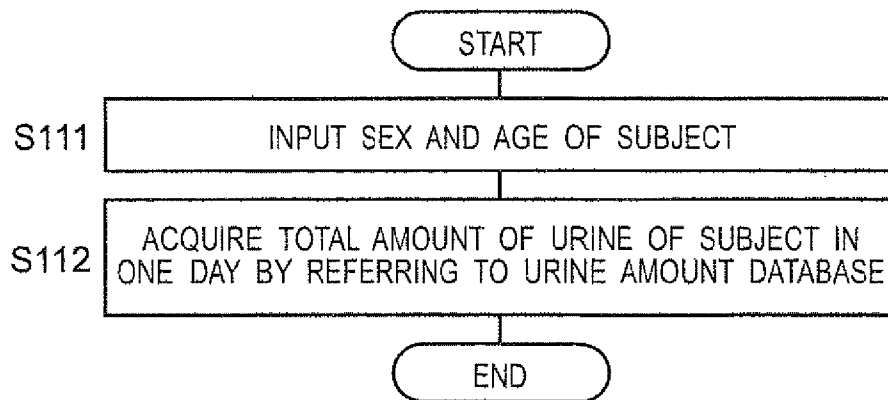 START
S111
INPUT SEX AND AGE OF SUBJECT
S112
ACQUIRE TOTAL AMOUNT OF URINE OF SUBJECT IN
ONE DAY BY REFERRING TO URINE AMOUNT DATABASE
END